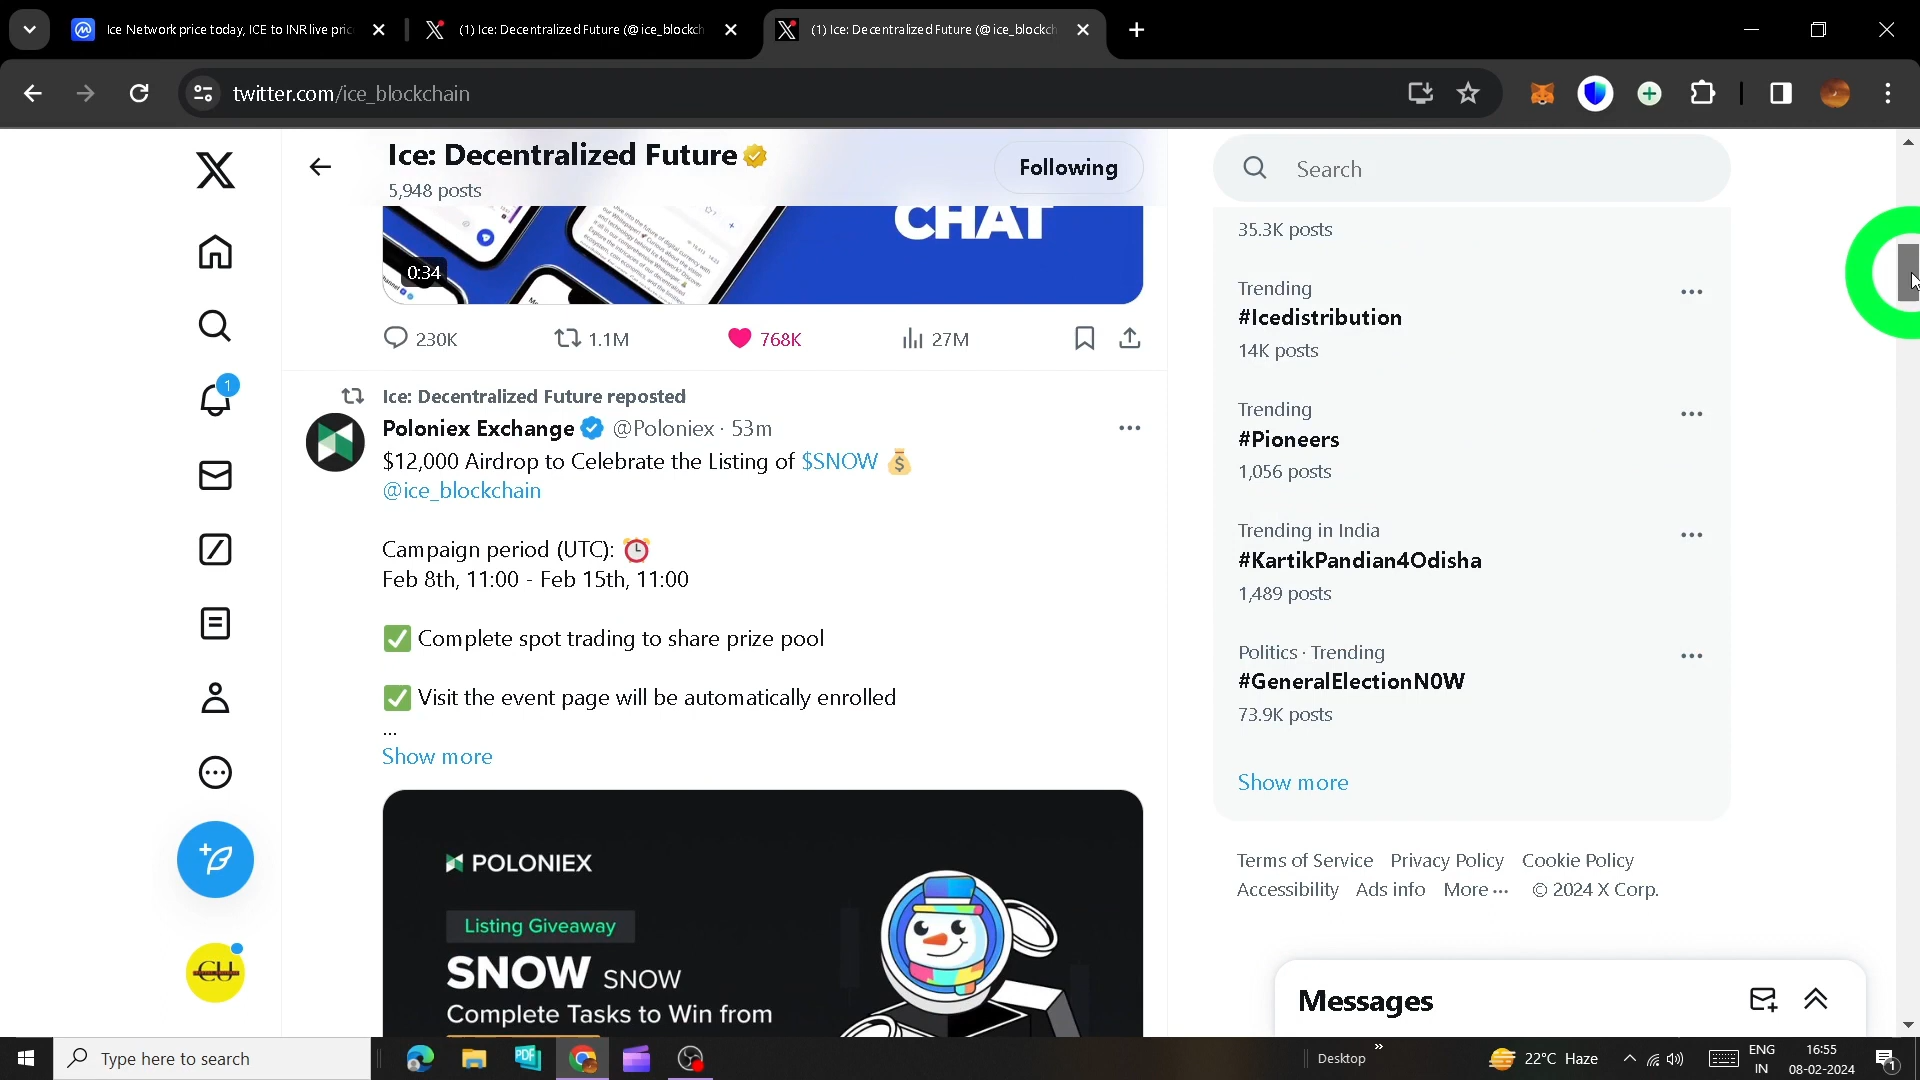 Ice Network price today, ICE to INR live pric
(1) Ice: Decentralized Future (@ice_blockch
(1) Ice: Decentralized Future (@ice_blockch
twitter.com/ice_blockchain
Ice: Decentralized Future
5,948 posts
Following
CHAT
0:34
230K
1.1M
768K
27M
Ice: Decentralized Future reposted
Poloniex Exchange @Poloniex · 53m
$12,000 Airdrop to Celebrate the Listing of $SNOW 💰
@ice_blockchain
Campaign period (UTC): ⏰
Feb 8th, 11:00 - Feb 15th, 11:00
✅ Complete spot trading to share prize pool
✅ Visit the event page will be automatically enrolled
...
Show more
POLONIEX
Listing Giveaway
SNOW SNOW
Complete Tasks to Win from
1
CU
Search
35.3K posts
Trending
#Icedistribution
14K posts
Trending
#Pioneers
1,056 posts
Trending in India
#KartikPandian4Odisha
1,489 posts
Politics · Trending
#GeneralElectionN0W
73.9K posts
Show more
Terms of Service Privacy Policy Cookie Policy
Accessibility Ads info More ··· © 2024 X Corp.
Messages
Type here to search
PDF
Desktop
»
22°C Haze
ENG
IN
16:55
08-02-2024
1